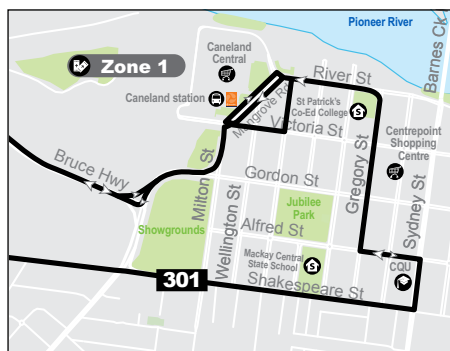 Pioneer River
Barnes Ck
Caneland
Central
Zone 1
River St
Caneland station
Mangrove Rd
St Patrick's
Co-Ed College
Victoria St
Centrepoint
Shopping
Centre
Bruce Hwy
Milton St
Gordon St
Gregory St
Sydney St
Wellington St
Jubilee
Park
Showgrounds
Alfred St
Mackay Central
State School
CQU
301
Shakespeare St